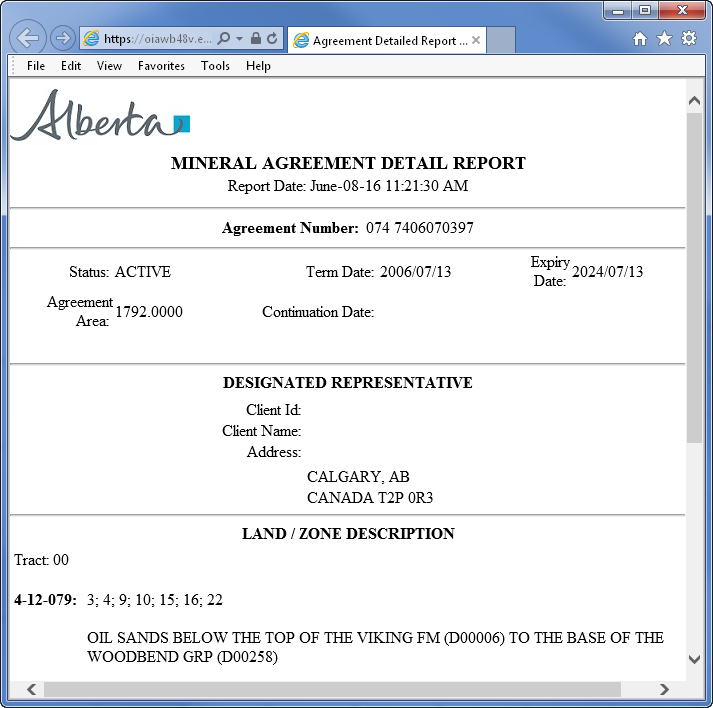 https://oiawb48v.e...
Agreement Detailed Report ...
File Edit View Favorites Tools Help
Alberta
MINERAL AGREEMENT DETAIL REPORT
Report Date: June-08-16 11:21:30 AM
Agreement Number: 074 7406070397
Status: ACTIVE Term Date: 2006/07/13 Expiry Date: 2024/07/13
Agreement Area: 1792.0000 Continuation Date:
DESIGNATED REPRESENTATIVE
Client Id:
Client Name:
Address:
CALGARY, AB
CANADA T2P 0R3
LAND / ZONE DESCRIPTION
Tract: 00
4-12-079: 3; 4; 9; 10; 15; 16; 22
OIL SANDS BELOW THE TOP OF THE VIKING FM (D00006) TO THE BASE OF THE
WOODBEND GRP (D00258)